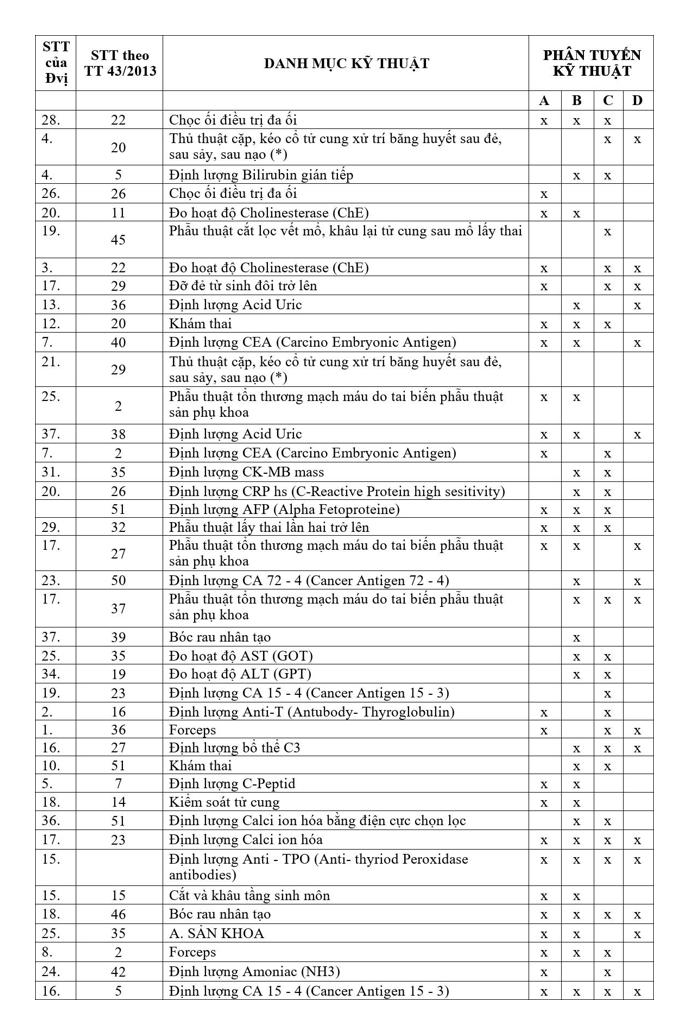 STT của Đvị | STT theo TT 43/2013 | DANH MỤC KỸ THUẬT | PHÂN TUYẾN KỸ THUẬT
A B C D
28. 22 Chọc ối điều trị đa ối x x x
4. 20 Thủ thuật cặp, kéo cổ tử cung xử trí băng huyết sau đẻ,
sau sảy, sau nạo (*) x x
4. 5 Định lượng Bilirubin gián tiếp x x
26. 26 Chọc ối điều trị đa ối x
20. 11 Đo hoạt độ Cholinesterase (ChE) x x
19. 45 Phẫu thuật cắt lọc vết mổ, khâu lại tử cung sau mổ lấy thai x
3. 22 Đo hoạt độ Cholinesterase (ChE) x x x
17. 29 Đỡ đẻ từ sinh đôi trở lên x x x
13. 36 Định lượng Acid Uric x x
12. 20 Khám thai x x x
7. 40 Định lượng CEA (Carcino Embryonic Antigen) x x x
21. 29 Thủ thuật cặp, kéo cổ tử cung xử trí băng huyết sau đẻ,
sau sảy, sau nạo (*)
25. 2 Phẫu thuật tổn thương mạch máu do tai biến phẫu thuật
sản phụ khoa x x
37. 38 Định lượng Acid Uric x x x
7. 2 Định lượng CEA (Carcino Embryonic Antigen) x x
31. 35 Định lượng CK-MB mass x x
20. 26 Định lượng CRP hs (C-Reactive Protein high sesitivity) x x
51 Định lượng AFP (Alpha Fetoproteine) x x x
29. 32 Phẫu thuật lấy thai lần hai trở lên x x x
17. 27 Phẫu thuật tổn thương mạch máu do tai biến phẫu thuật
sản phụ khoa x x x
23. 50 Định lượng CA 72 - 4 (Cancer Antigen 72 - 4) x x
17. 37 Phẫu thuật tổn thương mạch máu do tai biến phẫu thuật
sản phụ khoa x x x
37. 39 Bóc rau nhân tạo x
25. 35 Đo hoạt độ AST (GOT) x x
34. 19 Đo hoạt độ ALT (GPT) x x
19. 23 Định lượng CA 15 - 4 (Cancer Antigen 15 - 3) x
2. 16 Định lượng Anti-T (Antubody- Thyroglobulin) x x
1. 36 Forceps x x x
16. 27 Định lượng bổ thể C3 x x x
10. 51 Khám thai x x
5. 7 Định lượng C-Peptid x x
18. 14 Kiểm soát tử cung x x
36. 51 Định lượng Calci ion hóa bằng điện cực chọn lọc x x
17. 23 Định lượng Calci ion hóa x x x x
15. Định lượng Anti - TPO (Anti- thyriod Peroxidase
antibodies) x x x x
15. 15 Cắt và khâu tầng sinh môn x x
18. 46 Bóc rau nhân tạo x x x x
25. 35 A. SẢN KHOA x x x
8. 2 Forceps x x x
24. 42 Định lượng Amoniac (NH3) x x
16. 5 Định lượng CA 15 - 4 (Cancer Antigen 15 - 3) x x x x